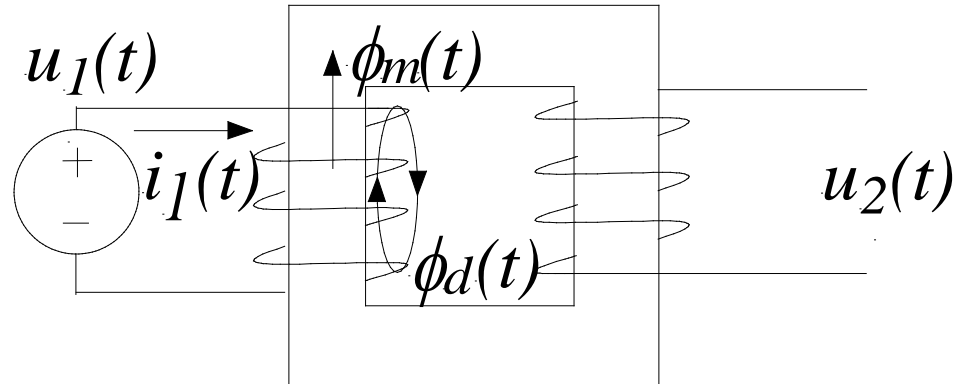 u₁(t)
ϕm(t)
+
i₁(t)
−
u₂(t)
ϕd(t)